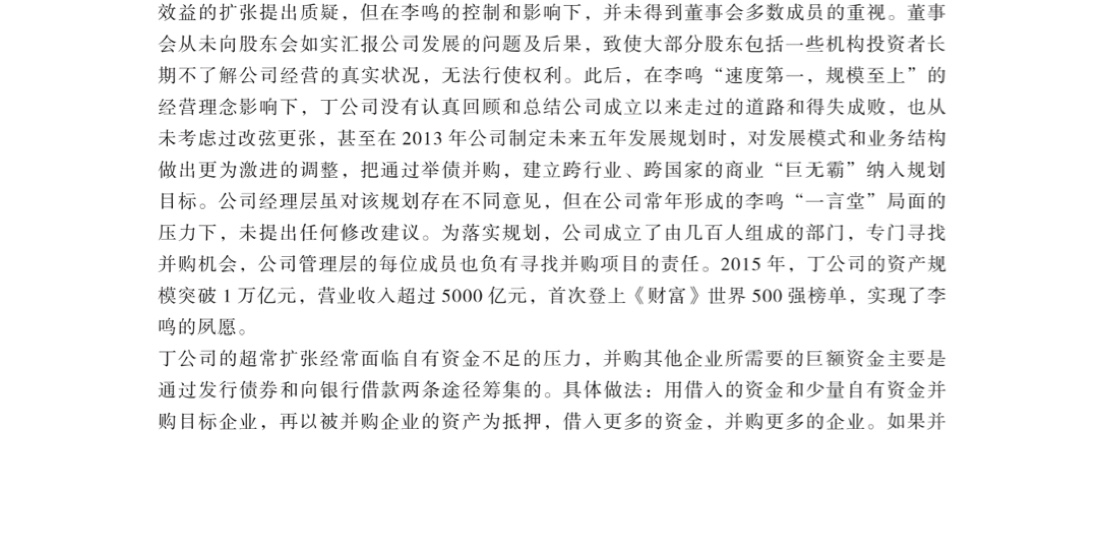 效益的扩张提出质疑，但在李鸣的控制和影响下，并未得到董事会多数成员的重视。董事
会从未向股东会如实汇报公司发展的问题及后果，致使大部分股东包括一些机构投资者长
期不了解公司经营的真实状况，无法行使权利。此后，在李鸣“速度第一，规模至上”的
经营理念影响下，丁公司没有认真回顾和总结公司成立以来走过的道路和得失成败，也从
未考虑过改弦更张，甚至在 2013 年公司制定未来五年发展规划时，对发展模式和业务结构
做出更为激进的调整，把通过举债并购，建立跨行业、跨国家的商业“巨无霸”纳入规划
目标。公司经理层虽对该规划存在不同意见，但在公司常年形成的李鸣“一言堂”局面的
压力下，未提出任何修改建议。为落实规划，公司成立了由几百人组成的部门，专门寻找
并购机会，公司管理层的每位成员也负有寻找并购项目的责任。2015 年，丁公司的资产规
模突破 1 万亿元，营业收入超过 5000 亿元，首次登上《财富》世界 500 强榜单，实现了李
鸣的夙愿。
丁公司的超常扩张经常面临自有资金不足的压力，并购其他企业所需要的巨额资金主要是
通过发行债券和向银行借款两条途径筹集的。具体做法：用借入的资金和少量自有资金并
购目标企业，再以被并购企业的资产为抵押，借入更多的资金，并购更多的企业。如果并